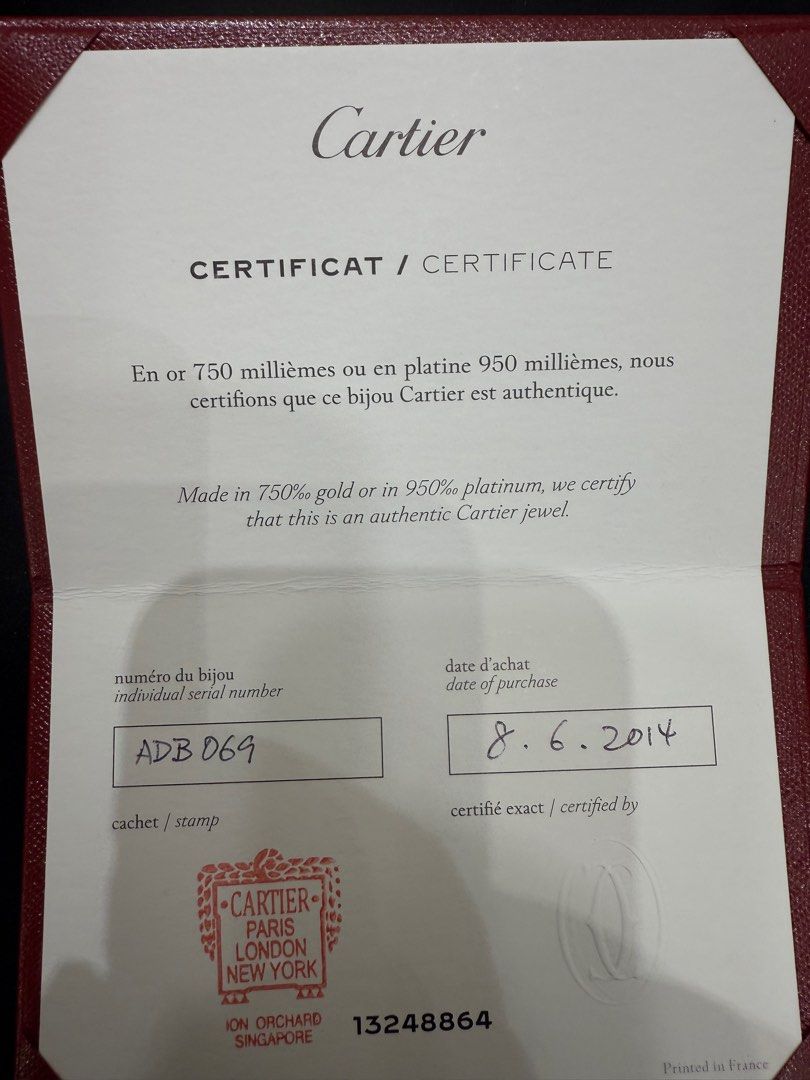 Cartier
CERTIFICAT / CERTIFICATE
En or 750 millièmes ou en platine 950 millièmes, nous
certifions que ce bijou Cartier est authentique.
Made in 750‰ gold or in 950‰ platinum, we certify
that this is an authentic Cartier jewel.
numéro du bijou
individual serial number
ADB069
date d'achat
date of purchase
8.6.2014
cachet / stamp
certifié exact / certified by
CARTIER
PARIS
LONDON
NEW YORK
ION ORCHARD
SINGAPORE
13248864
Printed in France